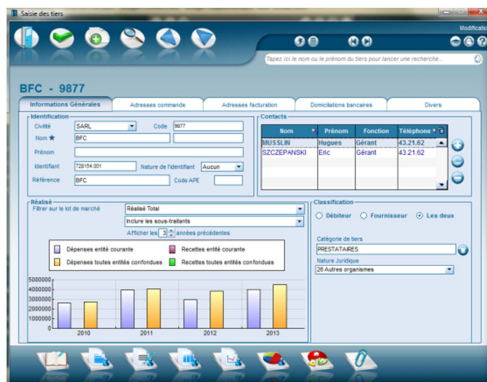 Saisie des tiers
Modification
Tapez ici le nom ou le prénom du tiers pour lancer une recherche...
BFC - 9877
Informations Générales
Adresses commande
Adresses facturation
Domiciliations bancaires
Divers
Identification
Civilité SARL Code 9877
Nom ★ BFC
Prénom
Identifiant 728154.001 Nature de l'identifiant Aucun
Référence BFC Code APE
Contacts
Nom Prénom Fonction Téléphone *
MUSSLIN Hugues Gérant 43.21.62
SZCZEPANSKI Eric Gérant 43.21.62
Réalisé
Filtrer sur le lot de marché Réalisé Total
Inclure les sous-traitants
Afficher les 3 années précédentes
Dépenses entité courante Recettes entité courante
Dépenses toutes entités confondues Recettes toutes entités confondues
5000000
4000000
3000000
2000000
1000000
0
2010 2011 2012 2013
Classification
Débiteur Fournisseur Les deux
Catégorie de tiers
PRESTATAIRES
Nature Juridique
26 Autres organismes